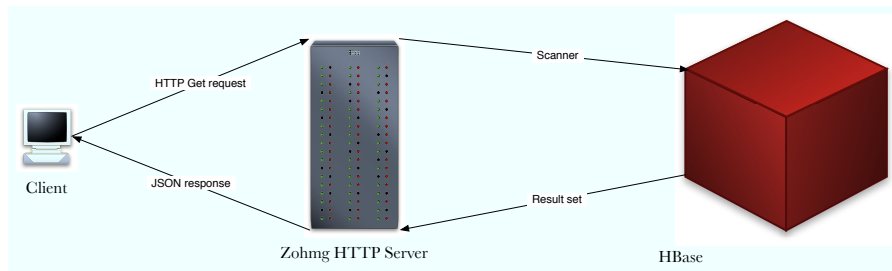 HTTP Get request
Scanner
Client
JSON response
Result set
Zohmg HTTP Server
HBase